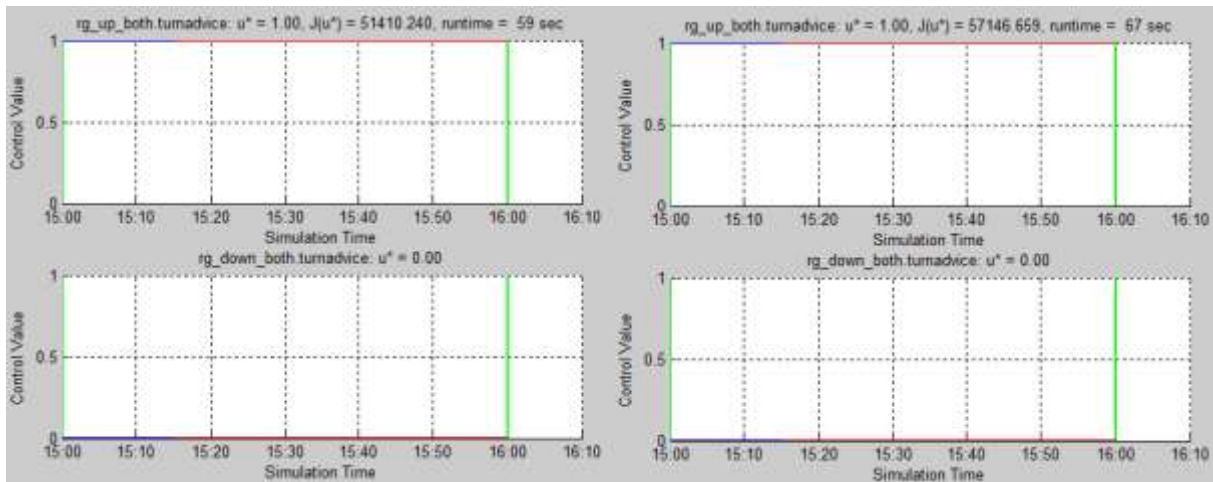 rg_up_both.turnadvice: u* = 1.00, J(u*) = 51410.240, runtime = 59 sec
1
0.5
0
Control Value
15:00 15:10 15:20 15:30 15:40 15:50 16:00 16:10
Simulation Time
rg_down_both.turnadvice: u* = 0.00
1
0.5
0
Control Value
15:00 15:10 15:20 15:30 15:40 15:50 16:00 16:10
Simulation Time
rg_up_both.turnadvice: u* = 1.00, J(u*) = 57146.659, runtime = 67 sec
1
0.5
0
Control Value
15:00 15:10 15:20 15:30 15:40 15:50 16:00 16:10
Simulation Time
rg_down_both.turnadvice: u* = 0.00
1
0.5
0
Control Value
15:00 15:10 15:20 15:30 15:40 15:50 16:00 16:10
Simulation Time